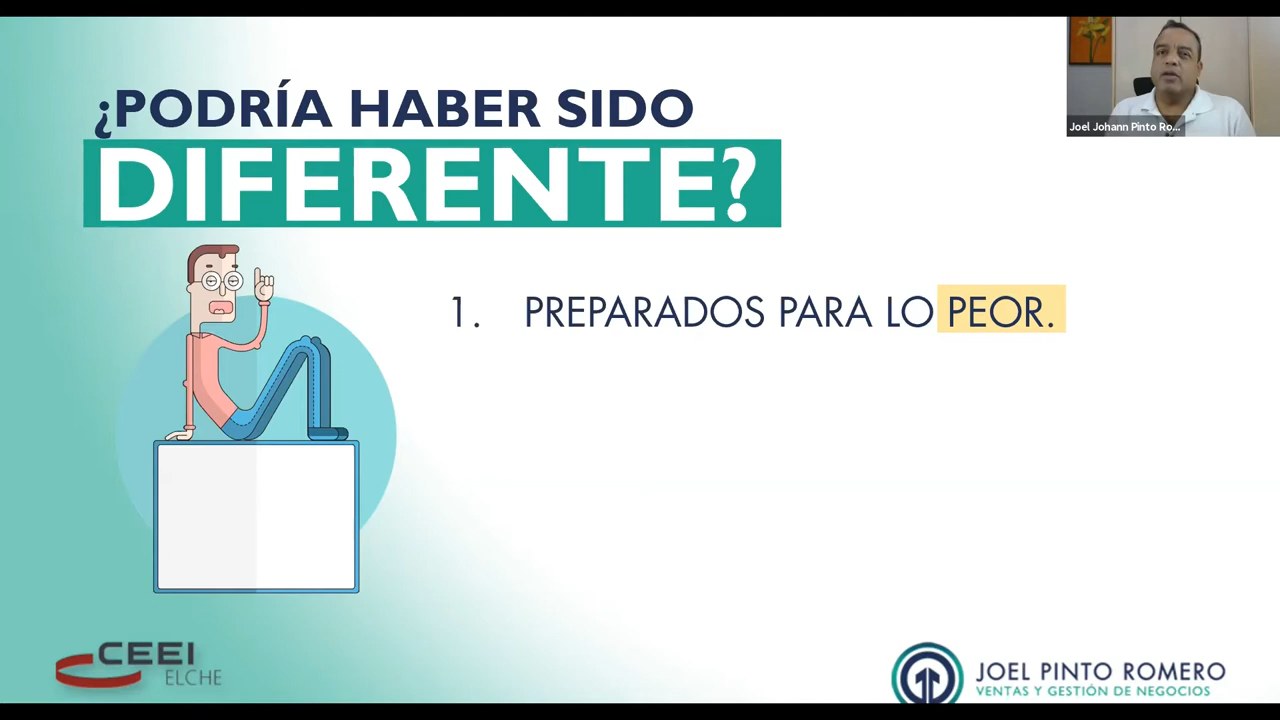 ¿PODRÍA HABER SIDO
DIFERENTE?
Joel Johann Pinto Ro...
1. PREPARADOS PARA LO PEOR.
CEEI
ELCHE
JOEL PINTO ROMERO
VENTAS Y GESTIÓN DE NEGOCIOS